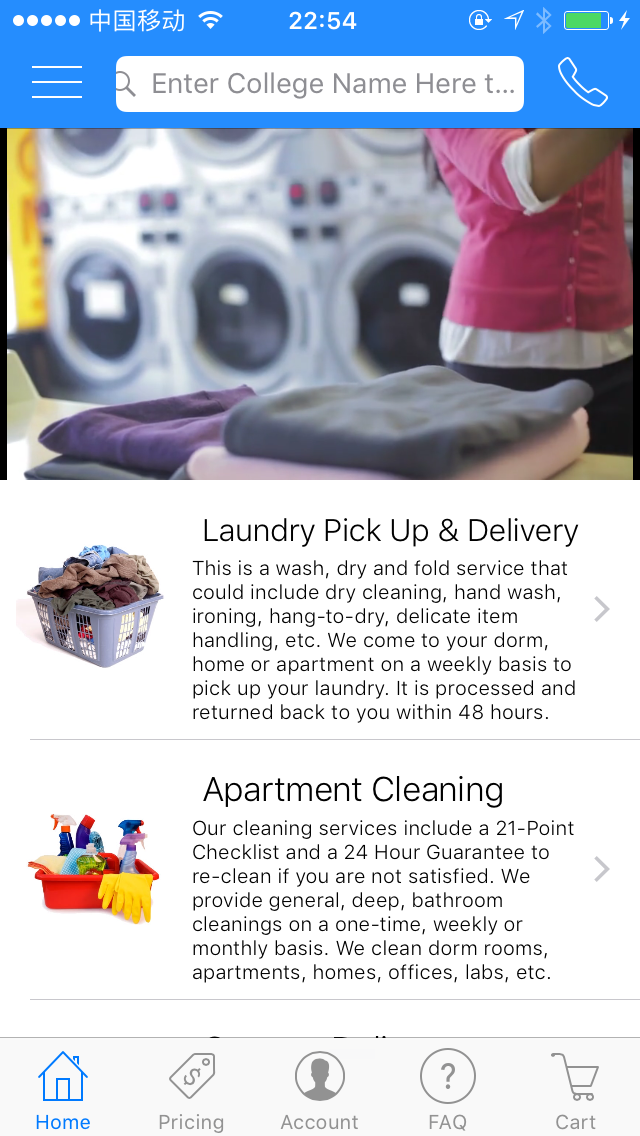 中国移动 22:54
Enter College Name Here t...
Laundry Pick Up & Delivery
This is a wash, dry and fold service that
could include dry cleaning, hand wash,
ironing, hang-to-dry, delicate item
handling, etc. We come to your dorm,
home or apartment on a weekly basis to
pick up your laundry. It is processed and
returned back to you within 48 hours.
Apartment Cleaning
Our cleaning services include a 21-Point
Checklist and a 24 Hour Guarantee to
re-clean if you are not satisfied. We
provide general, deep, bathroom
cleanings on a one-time, weekly or
monthly basis. We clean dorm rooms,
apartments, homes, offices, labs, etc.
Home Pricing Account FAQ Cart